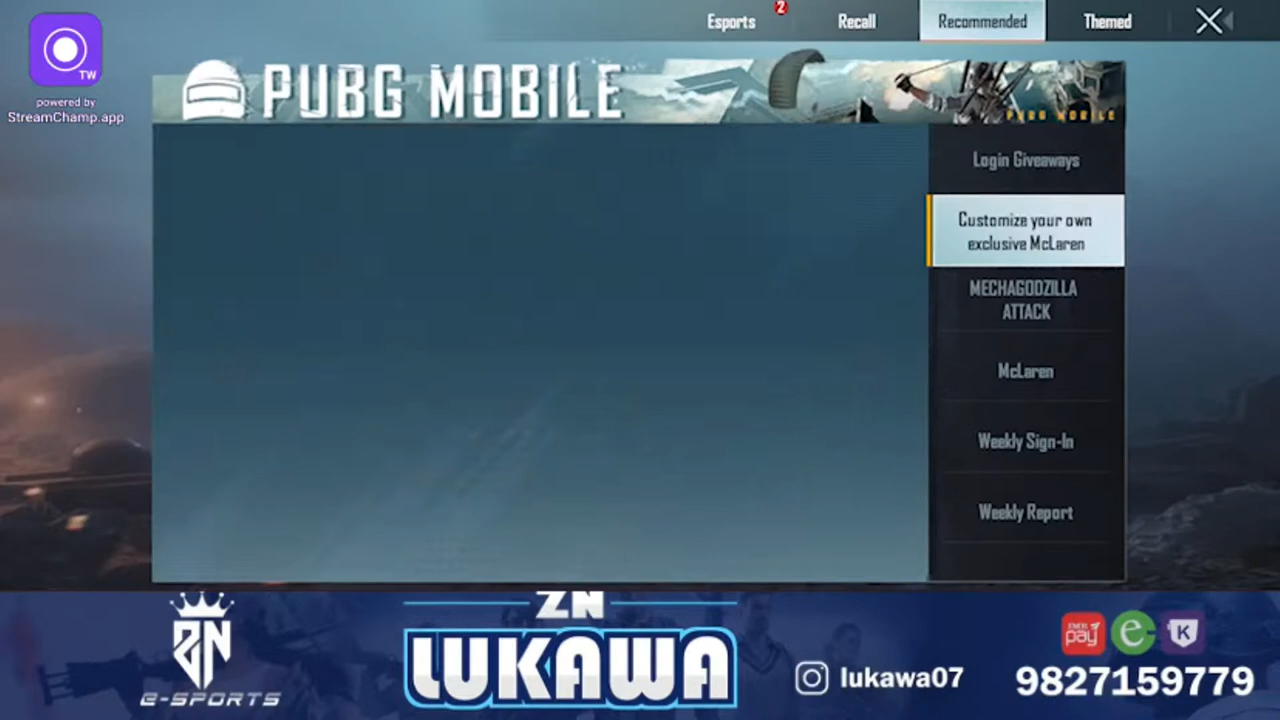 Esports
2
Recall
Recommended
Themed
TW
powered by
StreamChamp.app
PUBG MOBILE
PUBG MOBILE
Login Giveaways
Customize your own
exclusive McLaren
MECHAGODZILLA
ATTACK
McLaren
Weekly Sign-In
Weekly Report
ZN
E-SPORTS
ZN
LUKAWA
lukawa07
pay
e
K
9827159779